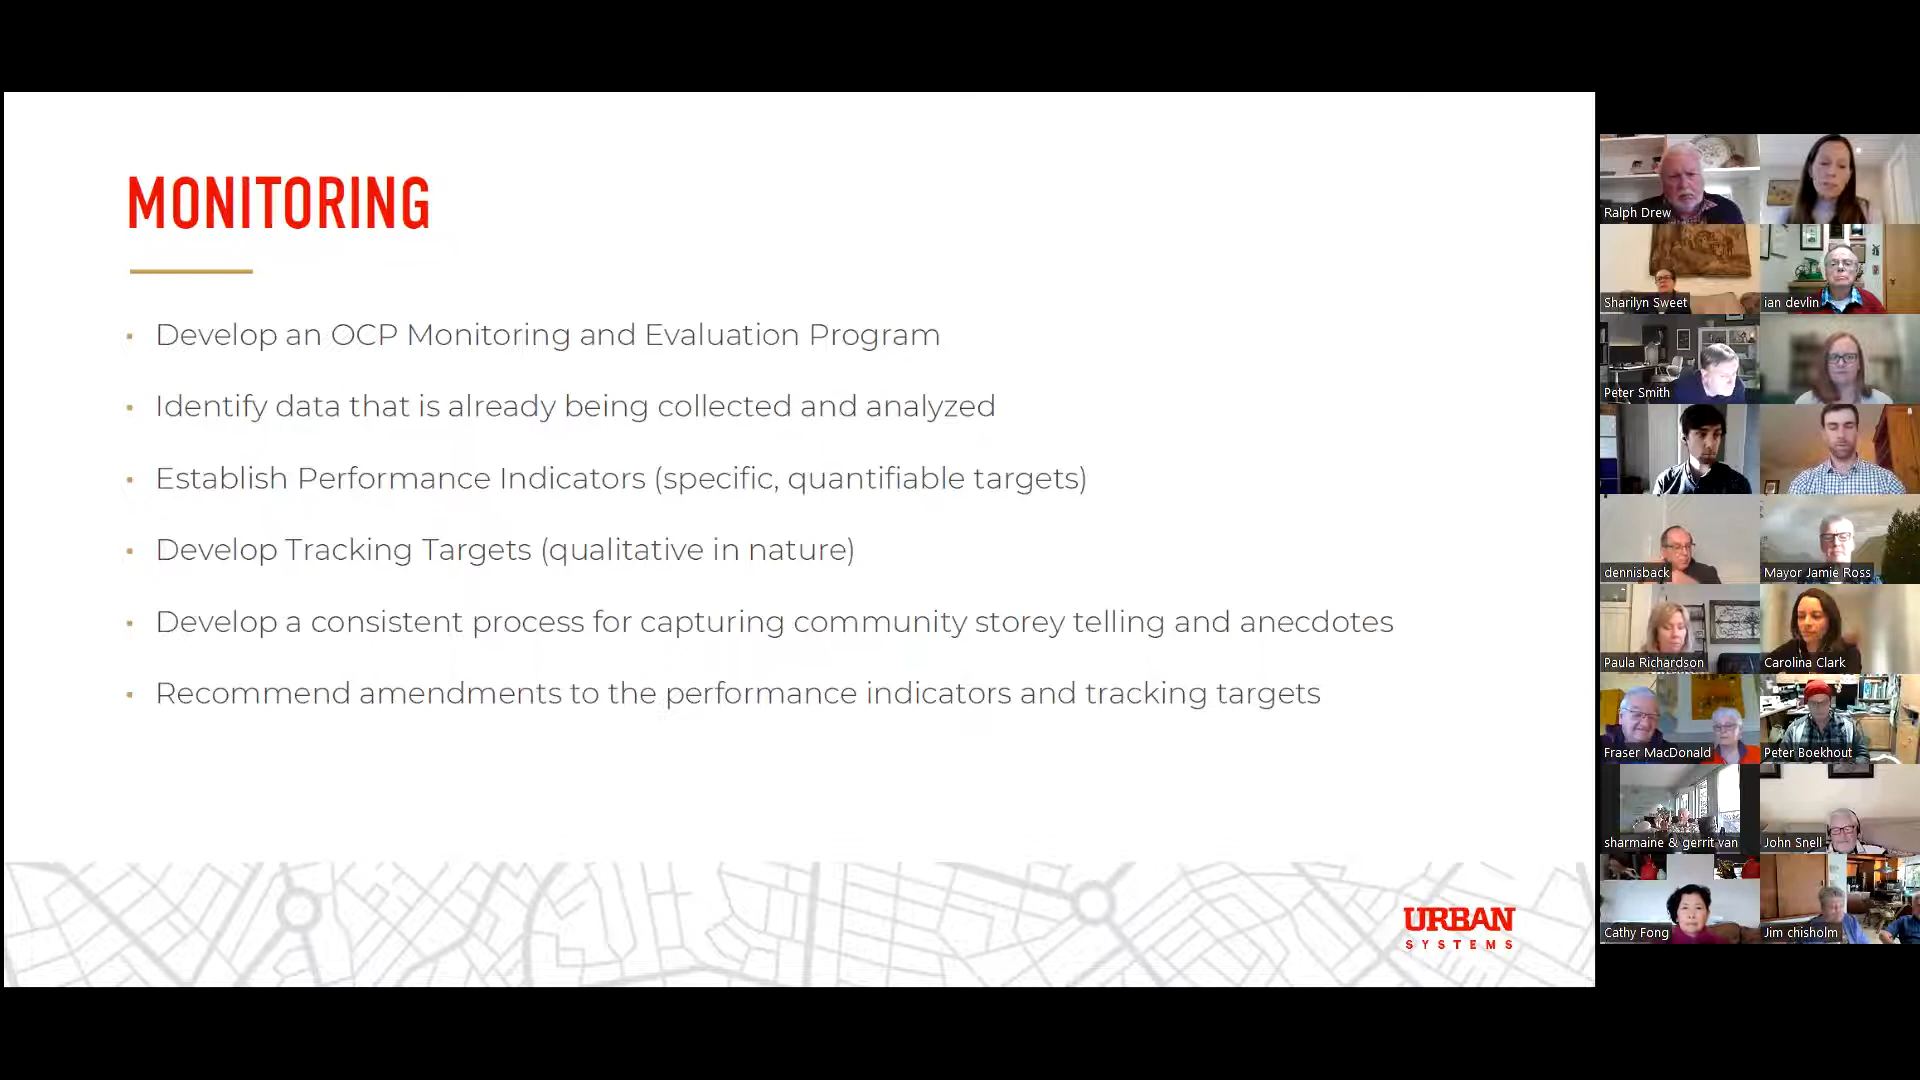 MONITORING
Develop an OCP Monitoring and Evaluation Program
Identify data that is already being collected and analyzed
Establish Performance Indicators (specific, quantifiable targets)
Develop Tracking Targets (qualitative in nature)
Develop a consistent process for capturing community storey telling and anecdotes
Recommend amendments to the performance indicators and tracking targets
URBAN
SYSTEMS
Ralph Drew
Sharilyn Sweet
ian devlin
Peter Smith
dennisback
Mayor Jamie Ross
Paula Richardson
Carolina Clark
Fraser MacDonald
Peter Boekhout
sharmaine & gerrit van
John Snell
Cathy Fong
Jim chisholm